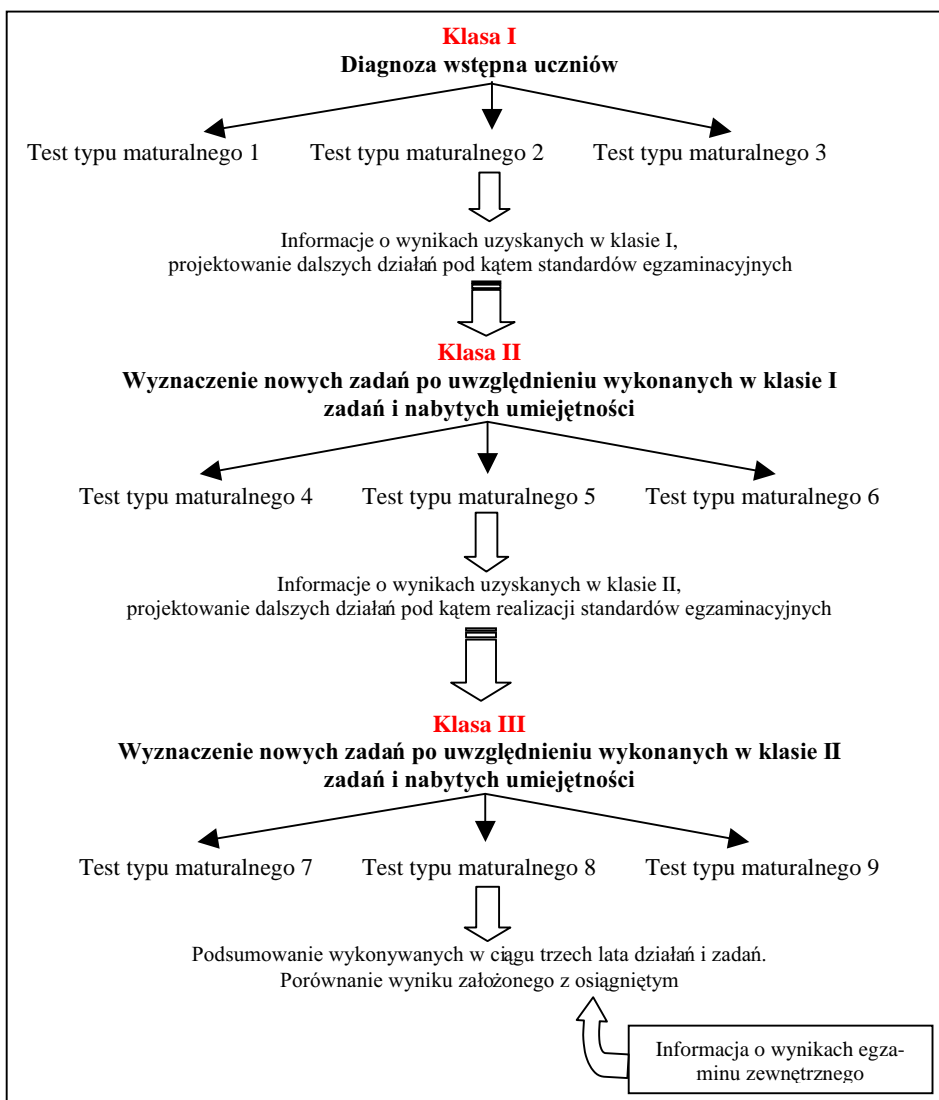 Klasa I
Diagnoza wstępna uczniów
Test typu maturalnego 1 Test typu maturalnego 2 Test typu maturalnego 3
Informacje o wynikach uzyskanych w klasie I,
projektowanie dalszych działań pod kątem standardów egzaminacyjnych
Klasa II
Wyznaczenie nowych zadań po uwzględnieniu wykonanych w klasie I
zadań i nabytych umiejętności
Test typu maturalnego 4 Test typu maturalnego 5 Test typu maturalnego 6
Informacje o wynikach uzyskanych w klasie II,
projektowanie dalszych działań pod kątem realizacji standardów egzaminacyjnych
Klasa III
Wyznaczenie nowych zadań po uwzględnieniu wykonanych w klasie II
zadań i nabytych umiejętności
Test typu maturalnego 7 Test typu maturalnego 8 Test typu maturalnego 9
Podsumowanie wykonywanych w ciągu trzech lata działań i zadań.
Porównanie wyniku założonego z osiągniętym
Informacja o wynikach egza-
minu zewnętrznego